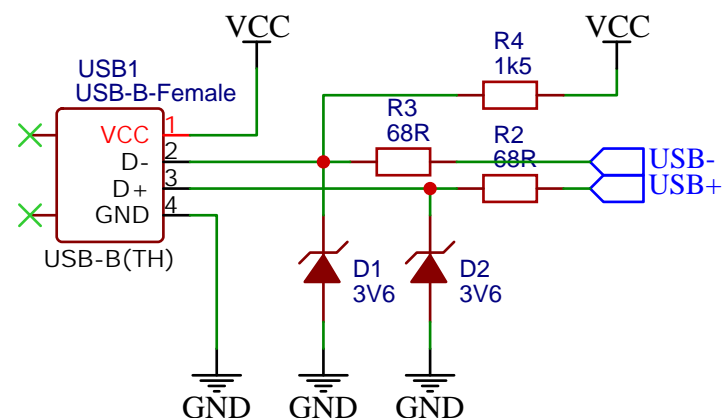 VCC
VCC
USB1
USB-B-Female
R4
1k5
R3
68R
R2
68R
VCC
1
D-
2
D+
3
GND
4
USB-B(TH)
USB-
USB+
D1
3V6
D2
3V6
GND
GND
GND